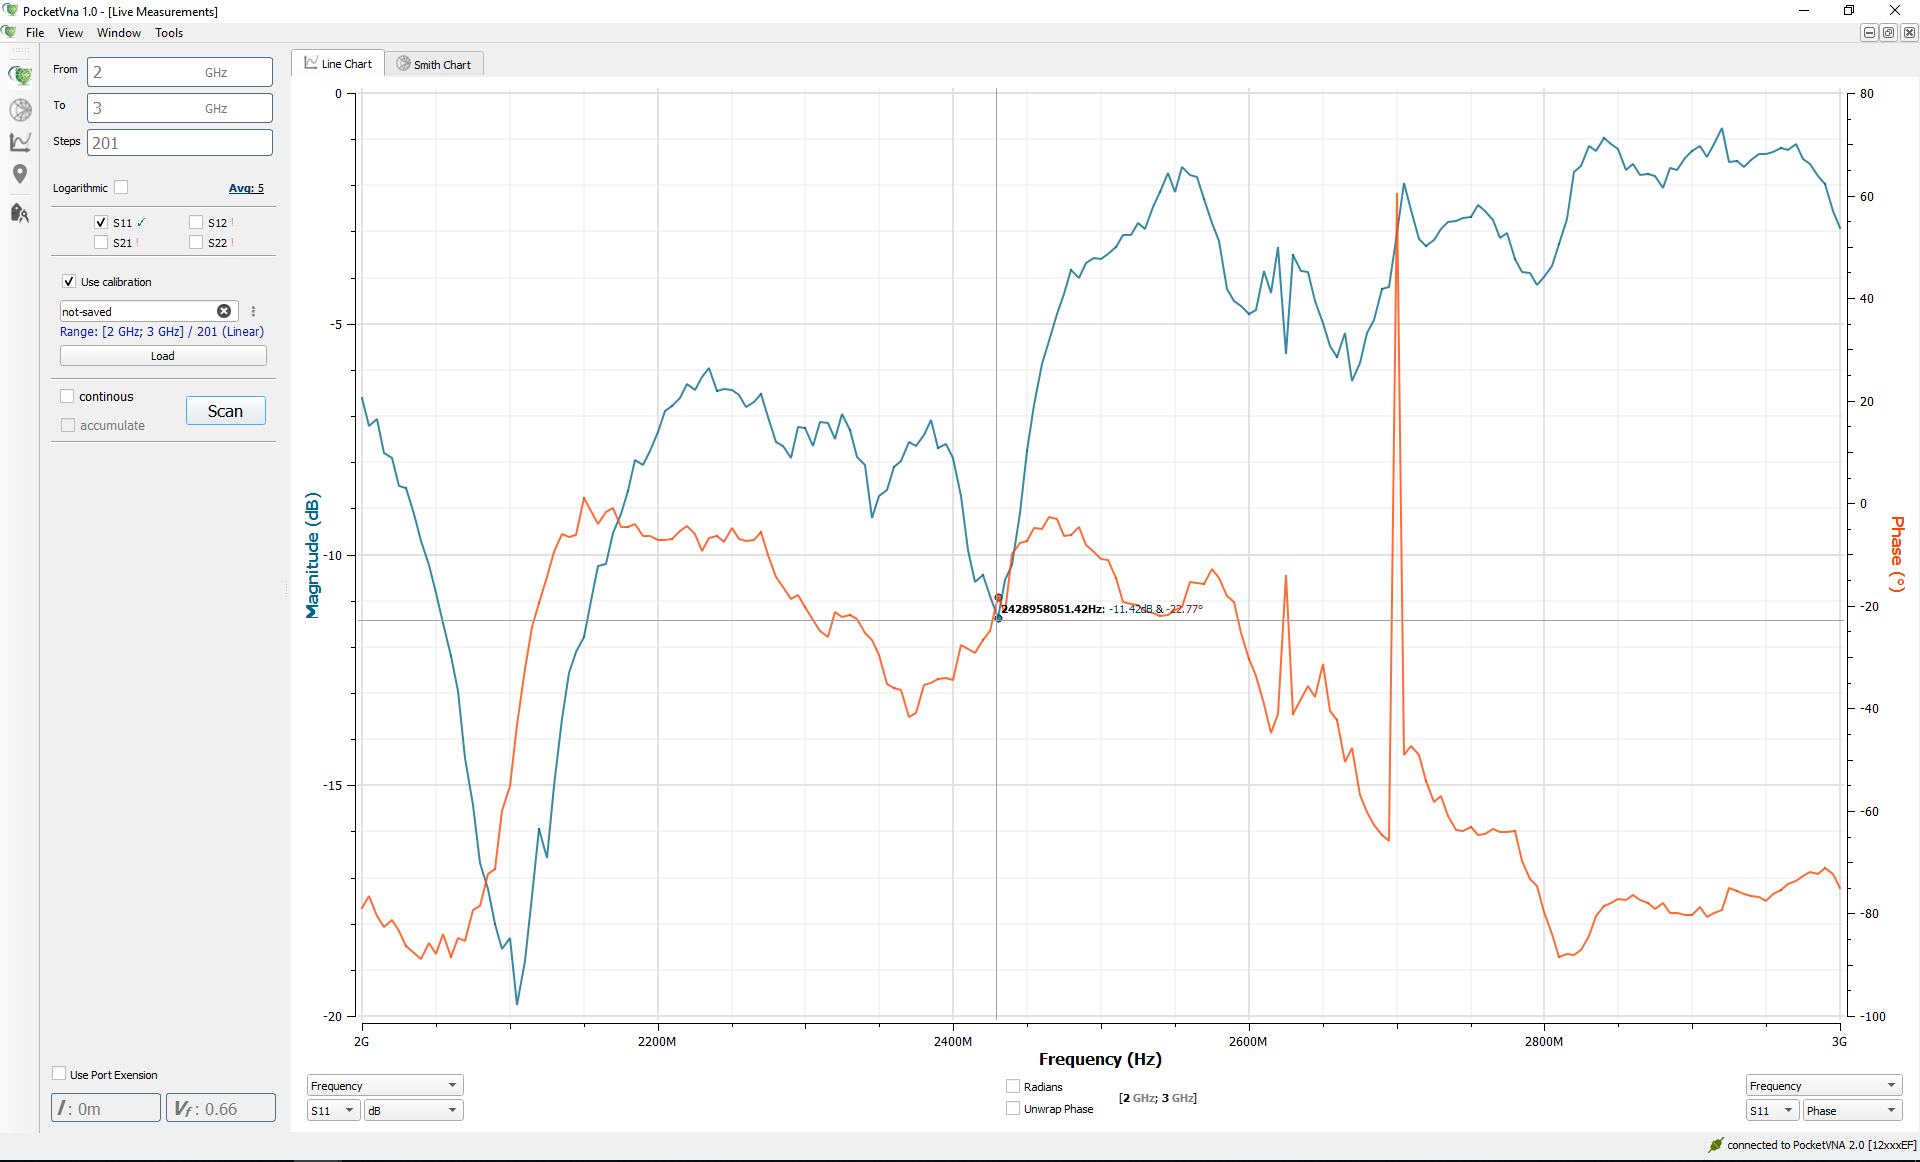 PocketVna 1.0 - [Live Measurements]
File View Window Tools
From 2 GHz
To 3 GHz
Steps 201
Logarithmic Avg: 5
S11 ✓ S12 !
S21 ! S22 !
Use calibration
not-saved
Range: [2 GHz; 3 GHz] / 201 (Linear)
Load
continous
Scan
accumulate
Use Port Exension
l : 0m Vf : 0.66
Line Chart Smith Chart
0
-5
-10
-15
-20
Magnitude (dB)
2428958051.42Hz: -11.42dB & -22.77°
80
60
40
20
0
-20
-40
-60
-80
-100
Phase (°)
2G 2200M 2400M 2600M 2800M 3G
Frequency (Hz)
Frequency
S11 dB
Radians
Unwrap Phase
[2 GHz; 3 GHz]
Frequency
S11 Phase
connected to PocketVNA 2.0 [12xxxEF]